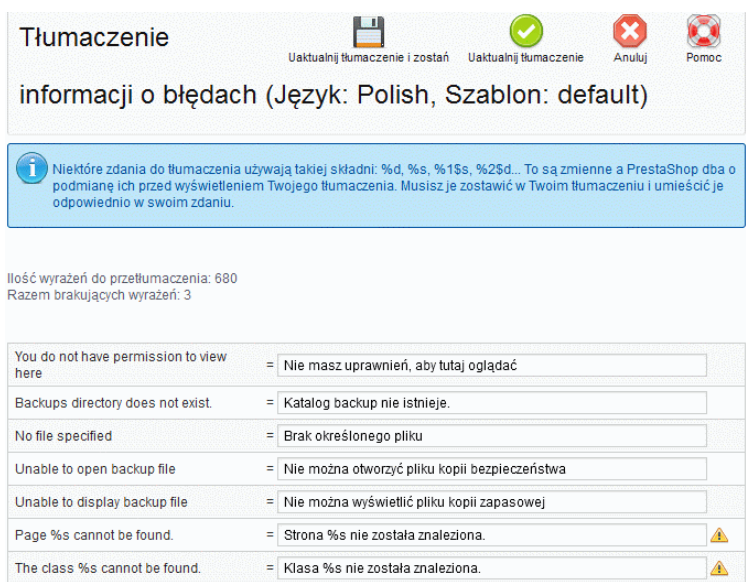 Tłumaczenie
Uaktualnij tłumaczenie i zostań
Uaktualnij tłumaczenie
Anuluj
Pomoc
informacji o błędach (Język: Polish, Szablon: default)
Niektóre zdania do tłumaczenia używają takiej składni: %d, %s, %1$s, %2$d... To są zmienne a PrestaShop dba o
podmianę ich przed wyświetleniem Twojego tłumaczenia. Musisz je zostawić w Twoim tłumaczeniu i umieścić je
odpowiednio w swoim zdaniu.
Ilość wyrażeń do przetłumaczenia: 680
Razem brakujących wyrażeń: 3
You do not have permission to view
here
= Nie masz uprawnień, aby tutaj oglądać
Backups directory does not exist. = Katalog backup nie istnieje.
No file specified = Brak określonego pliku
Unable to open backup file = Nie można otworzyć pliku kopii bezpieczeństwa
Unable to display backup file = Nie można wyświetlić pliku kopii zapasowej
Page %s cannot be found. = Strona %s nie została znaleziona.
The class %s cannot be found. = Klasa %s nie została znaleziona.